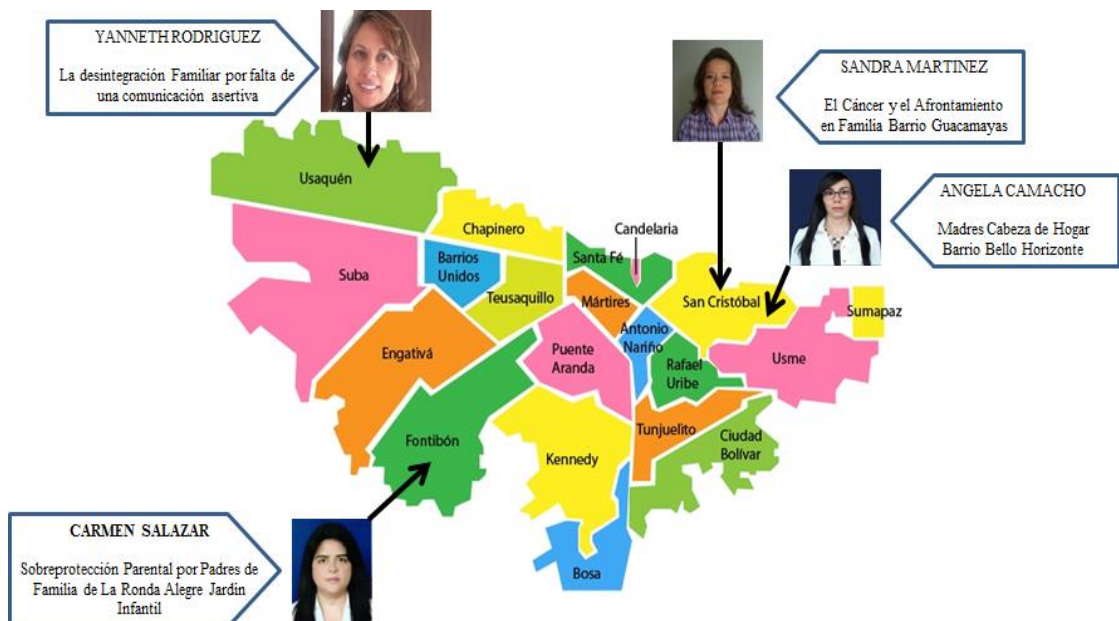 YANNETH RODRIGUEZ
La desintegración Familiar por falta de
una comunicación asertiva
SANDRA MARTINEZ
El Cáncer y el Afrontamiento
en Familia Barrio Guacamayas
ANGELA CAMACHO
Madres Cabeza de Hogar
Barrio Bello Horizonte
Usaquén
Chapinero
Candelaria
Santa Fé
Suba
Barrios
Unidos
Teusaquillo
Mártires
San Cristóbal
Sumapaz
Engativá
Puente
Aranda
Antonio
Nariño
Rafael
Uribe
Usme
Fontibón
Kennedy
Tunjuelito
Ciudad
Bolívar
Bosa
CARMEN SALAZAR
Sobreprotección Parental por Padres de
Familia de La Ronda Alegre Jardín
Infantil